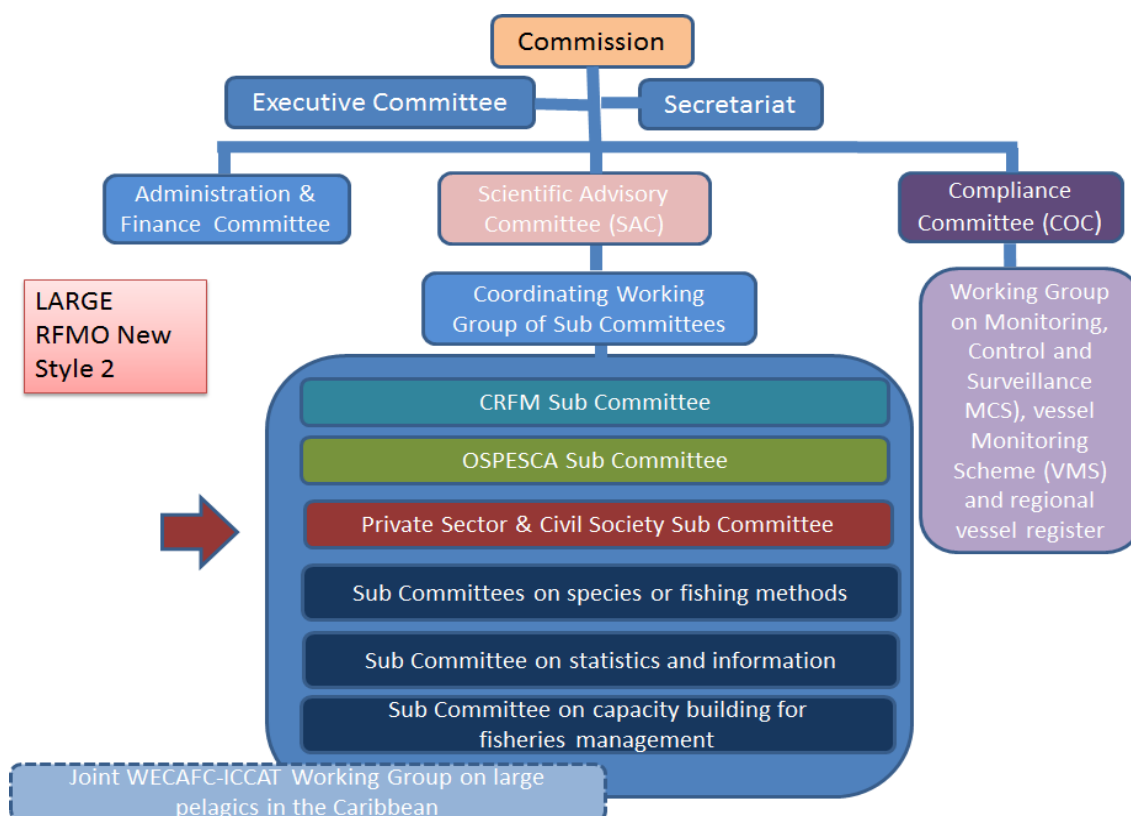 Commission
Executive Committee
Secretariat
Administration &
Finance Committee
Scientific Advisory
Committee (SAC)
Compliance
Committee (COC)
LARGE
RFMO New
Style 2
Coordinating Working
Group of Sub Committees
Working Group
on Monitoring,
Control and
Surveillance
MCS), vessel
Monitoring
Scheme (VMS)
and regional
vessel register
CRFM Sub Committee
OSPESCA Sub Committee
Private Sector & Civil Society Sub Committee
Sub Committees on species or fishing methods
Sub Committee on statistics and information
Sub Committee on capacity building for
fisheries management
Joint WECAFC-ICCAT Working Group on large
pelagics in the Caribbean